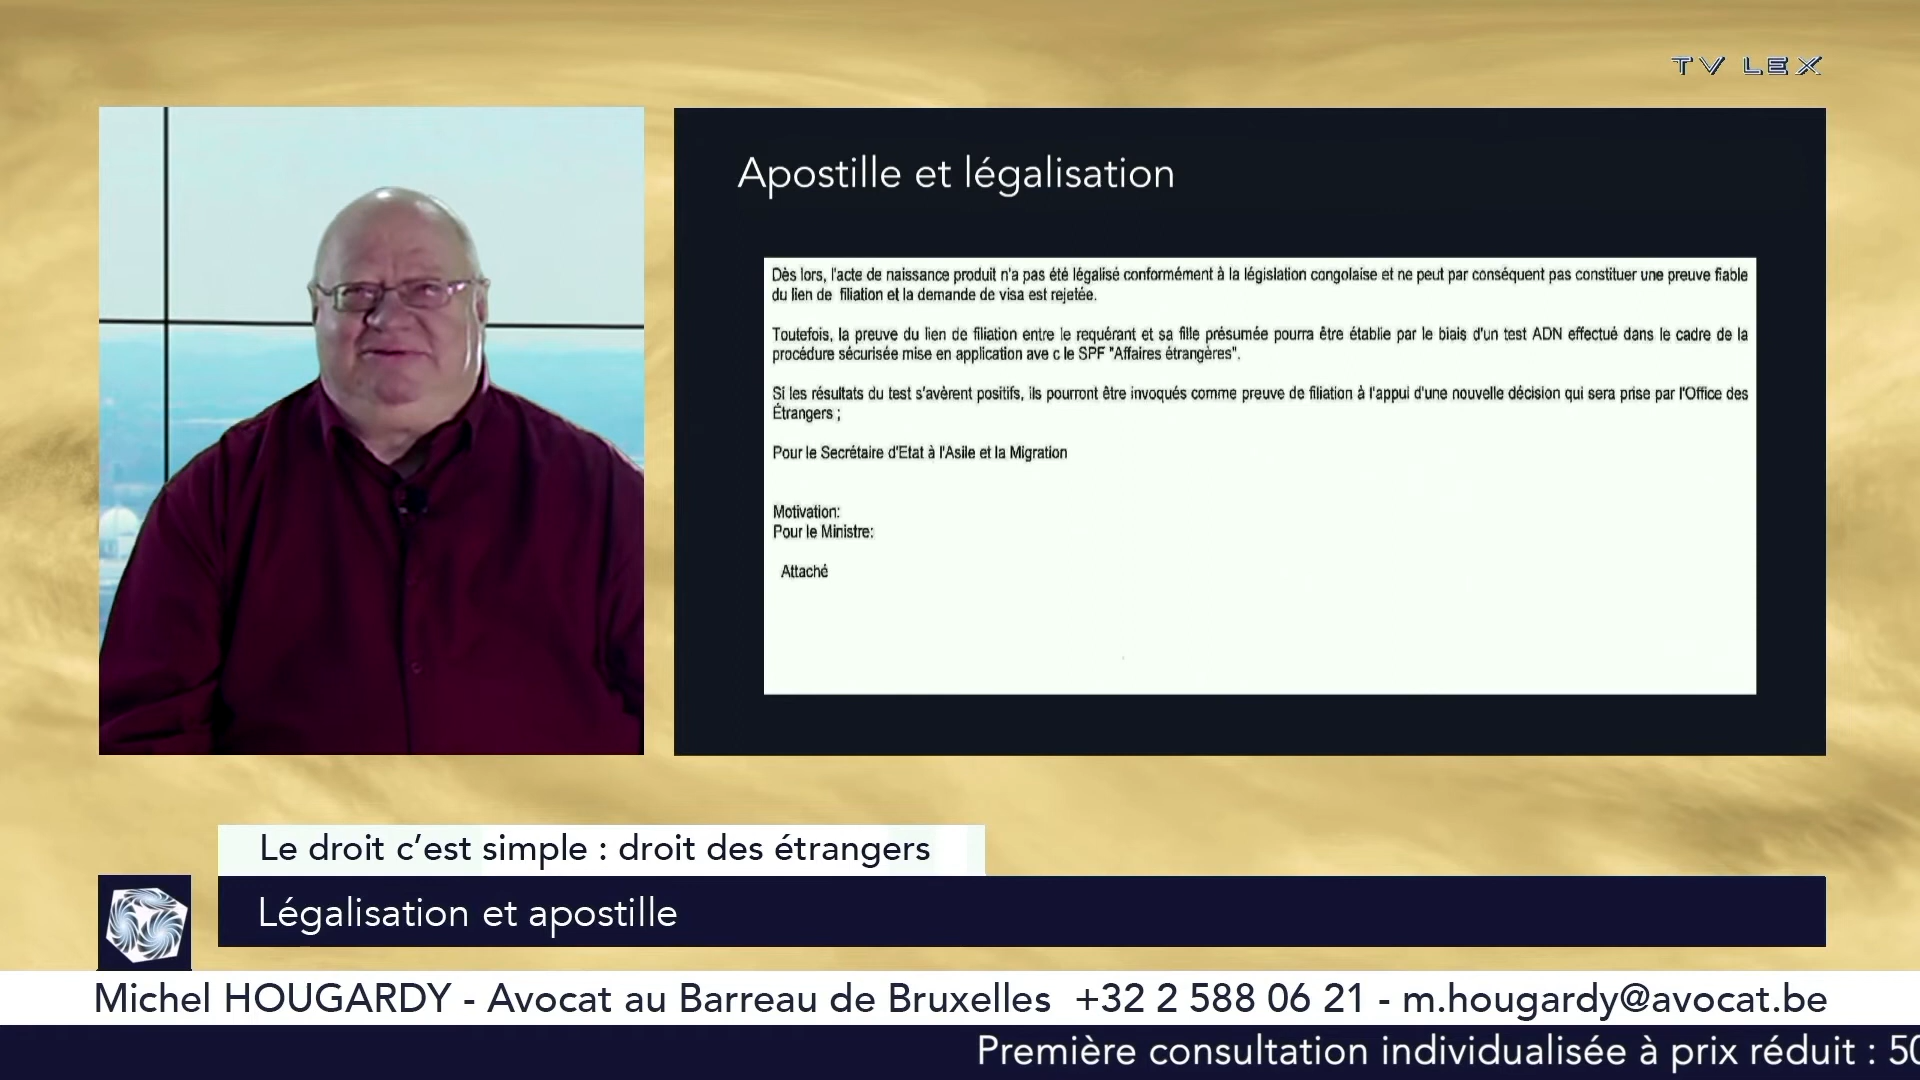 TV LEX
Apostille et légalisation
Dès lors, l'acte de naissance produit n'a pas été légalisé conformément à la législation congolaise et ne peut par conséquent pas constituer une preuve fiable
du lien de filiation et la demande de visa est rejetée.
Toutefois, la preuve du lien de filiation entre le requérant et sa fille présumée pourra être établie par le biais d'un test ADN effectué dans le cadre de la
procédure sécurisée mise en application ave c le SPF "Affaires étrangères".
Si les résultats du test s'avèrent positifs, ils pourront être invoqués comme preuve de filiation à l'appui d'une nouvelle décision qui sera prise par l'Office des
Étrangers ;
Pour le Secrétaire d'Etat à l'Asile et la Migration
Motivation:
Pour le Ministre:
Attaché
Le droit c’est simple : droit des étrangers
Légalisation et apostille
Michel HOUGARDY - Avocat au Barreau de Bruxelles +32 2 588 06 21 - m.hougardy@avocat.be
Première consultation individualisée à prix réduit : 50